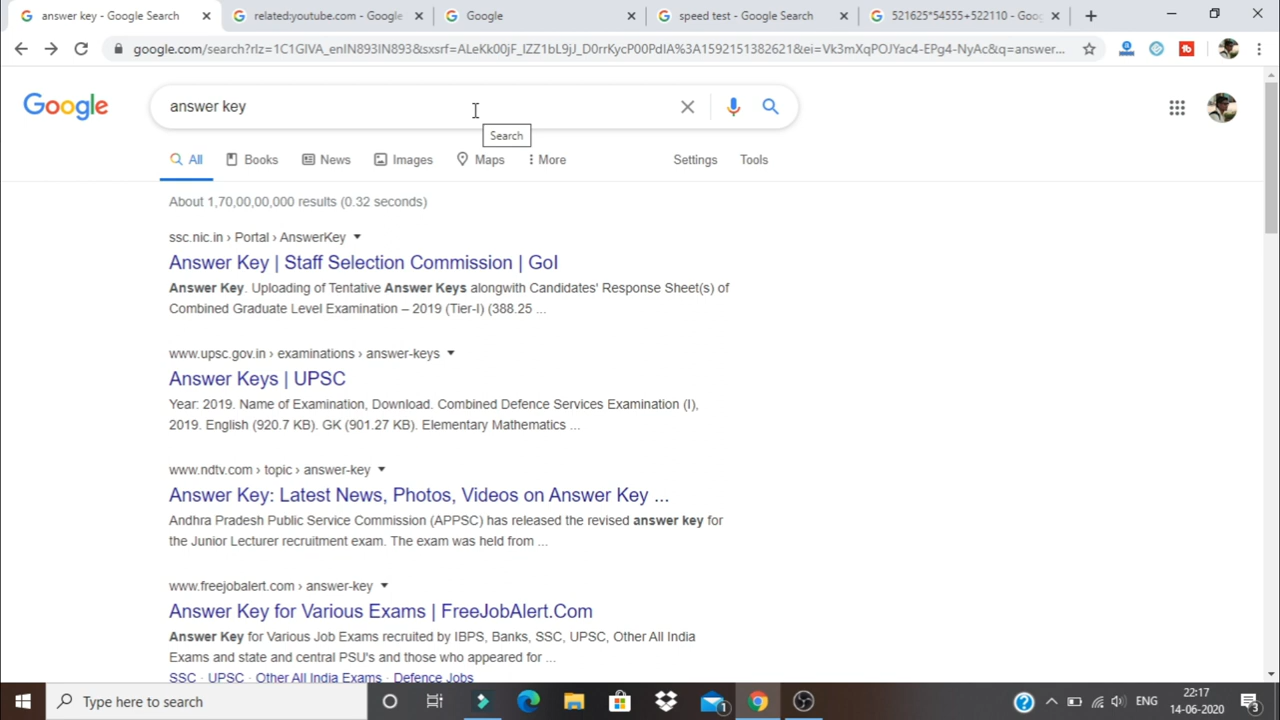 answer key - Google Search
related:youtube.com - Google
Google
speed test - Google Search
521625*54555+522110 - Goo
google.com/search?rlz=1C1GIVA_enIN893IN893&sxsrf=ALeKk00jF_IZZ1bL9jJ_D0rrKycP00PdIA%3A1592151382621&ei=Vk3mXqPOJYac4-EPg4-NyAc&q=answer...
Google
answer key
Search
All
Books
News
Images
Maps
More
Settings
Tools
About 1,70,00,00,000 results (0.32 seconds)
ssc.nic.in › Portal › AnswerKey
Answer Key | Staff Selection Commission | GoI
Answer Key. Uploading of Tentative Answer Keys alongwith Candidates' Response Sheet(s) of
Combined Graduate Level Examination – 2019 (Tier-I) (388.25 ...
www.upsc.gov.in › examinations › answer-keys
Answer Keys | UPSC
Year: 2019. Name of Examination, Download. Combined Defence Services Examination (I),
2019. English (920.7 KB). GK (901.27 KB). Elementary Mathematics ...
www.ndtv.com › topic › answer-key
Answer Key: Latest News, Photos, Videos on Answer Key ...
Andhra Pradesh Public Service Commission (APPSC) has released the revised answer key for
the Junior Lecturer recruitment exam. The exam was held from ...
www.freejobalert.com › answer-key
Answer Key for Various Exams | FreeJobAlert.Com
Answer Key for Various Job Exams recruited by IBPS, Banks, SSC, UPSC, Other All India
Exams and state and central PSU's and those who appeared for ...
SSC · UPSC · Other All India Exams · Defence Jobs
Type here to search
1
ENG
22:17
14-06-2020
3